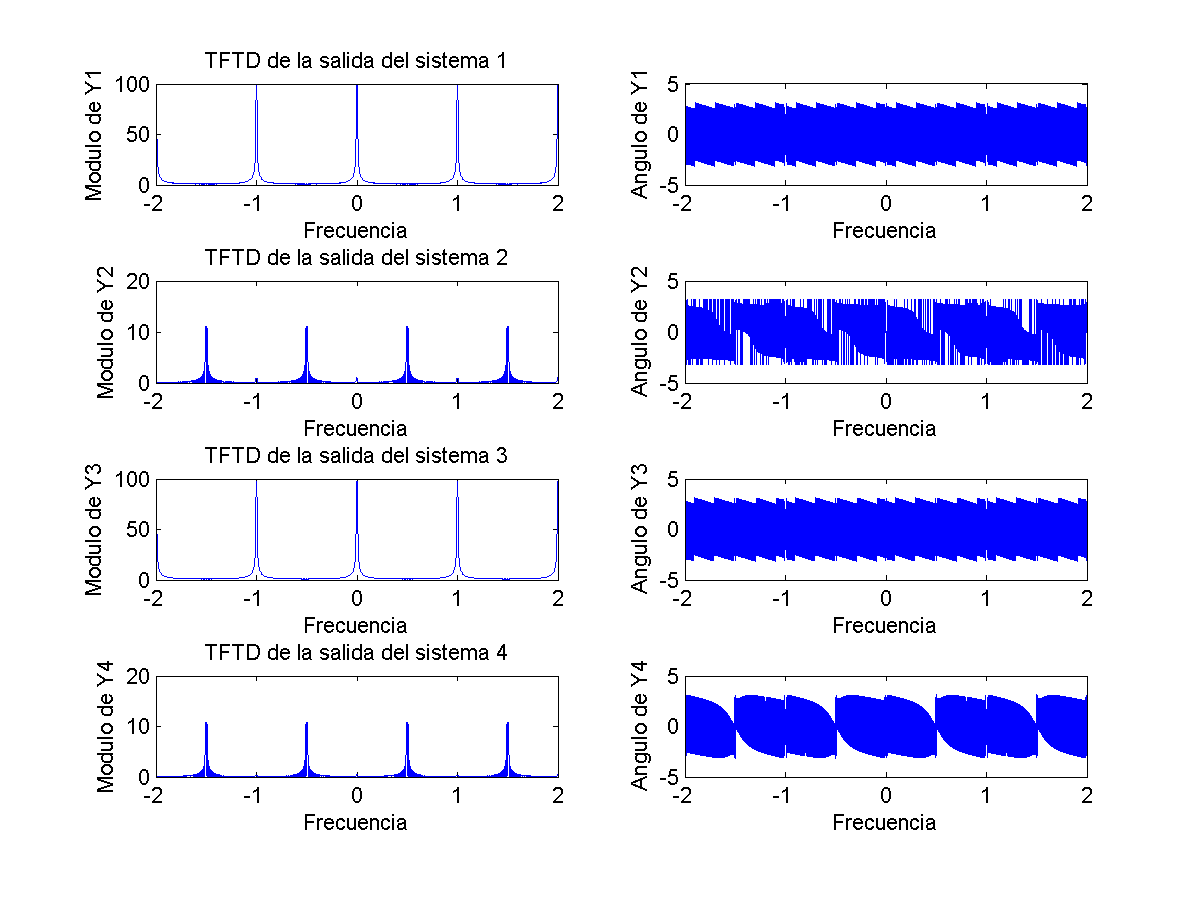 TFTD de la salida del sistema 1
Modulo de Y1
100
50
0
-2 -1 0 1 2
Frecuencia
Angulo de Y1
5
0
-5
-2 -1 0 1 2
Frecuencia
TFTD de la salida del sistema 2
Modulo de Y2
20
10
0
-2 -1 0 1 2
Frecuencia
Angulo de Y2
5
0
-5
-2 -1 0 1 2
Frecuencia
TFTD de la salida del sistema 3
Modulo de Y3
100
50
0
-2 -1 0 1 2
Frecuencia
Angulo de Y3
5
0
-5
-2 -1 0 1 2
Frecuencia
TFTD de la salida del sistema 4
Modulo de Y4
20
10
0
-2 -1 0 1 2
Frecuencia
Angulo de Y4
5
0
-5
-2 -1 0 1 2
Frecuencia